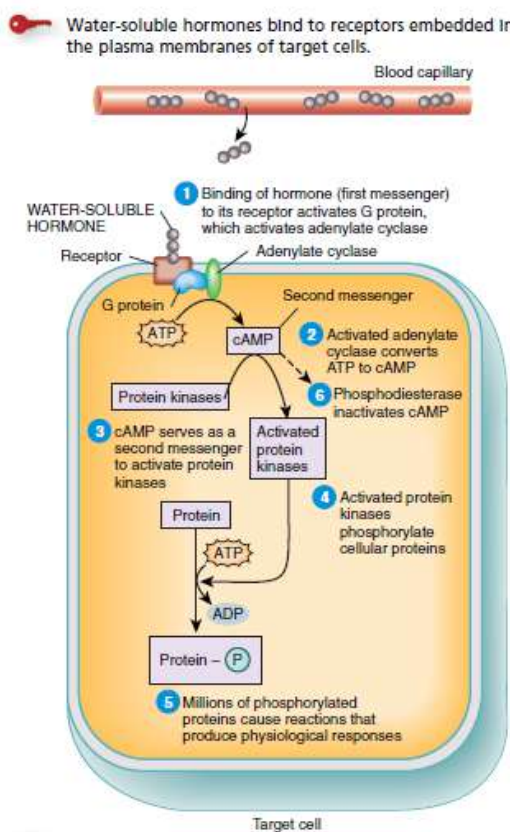 Water-soluble hormones bind to receptors embedded in
the plasma membranes of target cells.
Blood capillary
1 Binding of hormone (first messenger)
to its receptor activates G protein,
which activates adenylate cyclase
WATER-SOLUBLE
HORMONE
Receptor
Adenylate cyclase
G protein
Second messenger
ATP
cAMP
2 Activated adenylate
cyclase converts
ATP to cAMP
6 Phosphodiesterase
inactivates cAMP
Protein kinases
3 cAMP serves as a
second messenger
to activate protein
kinases
Activated
protein
kinases
4 Activated protein
kinases
phosphorylate
cellular proteins
Protein
ATP
ADP
Protein – P
5 Millions of phosphorylated
proteins cause reactions that
produce physiological responses
Target cell